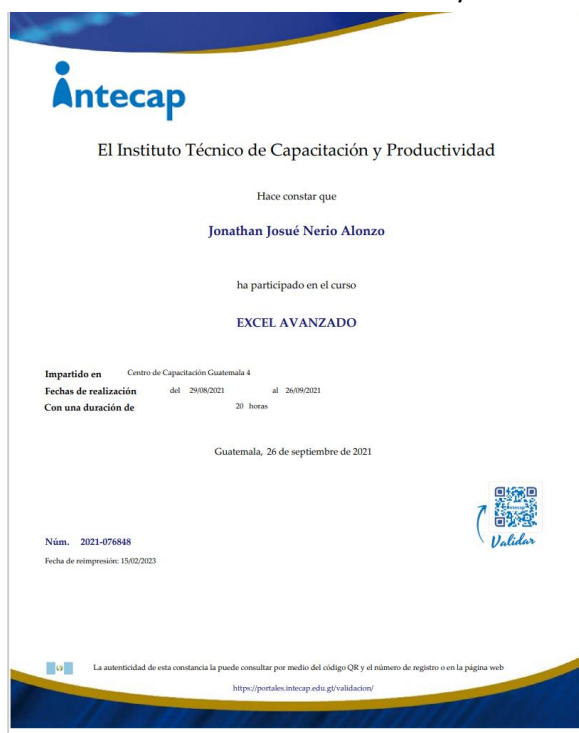 intecap
El Instituto Técnico de Capacitación y Productividad
Hace constar que
Jonathan Josué Nerio Alonzo
ha participado en el curso
EXCEL AVANZADO
Impartido en Centro de Capacitación Guatemala 4
Fechas de realización del 29/08/2021 al 26/09/2021
Con una duración de 20 horas
Guatemala, 26 de septiembre de 2021
intecap
Validar
Núm. 2021-076848
Fecha de reimpresión: 15/02/2023
La autenticidad de esta constancia la puede consultar por medio del código QR y el número de registro o en la página web
https://portales.intecap.edu.gt/validacion/